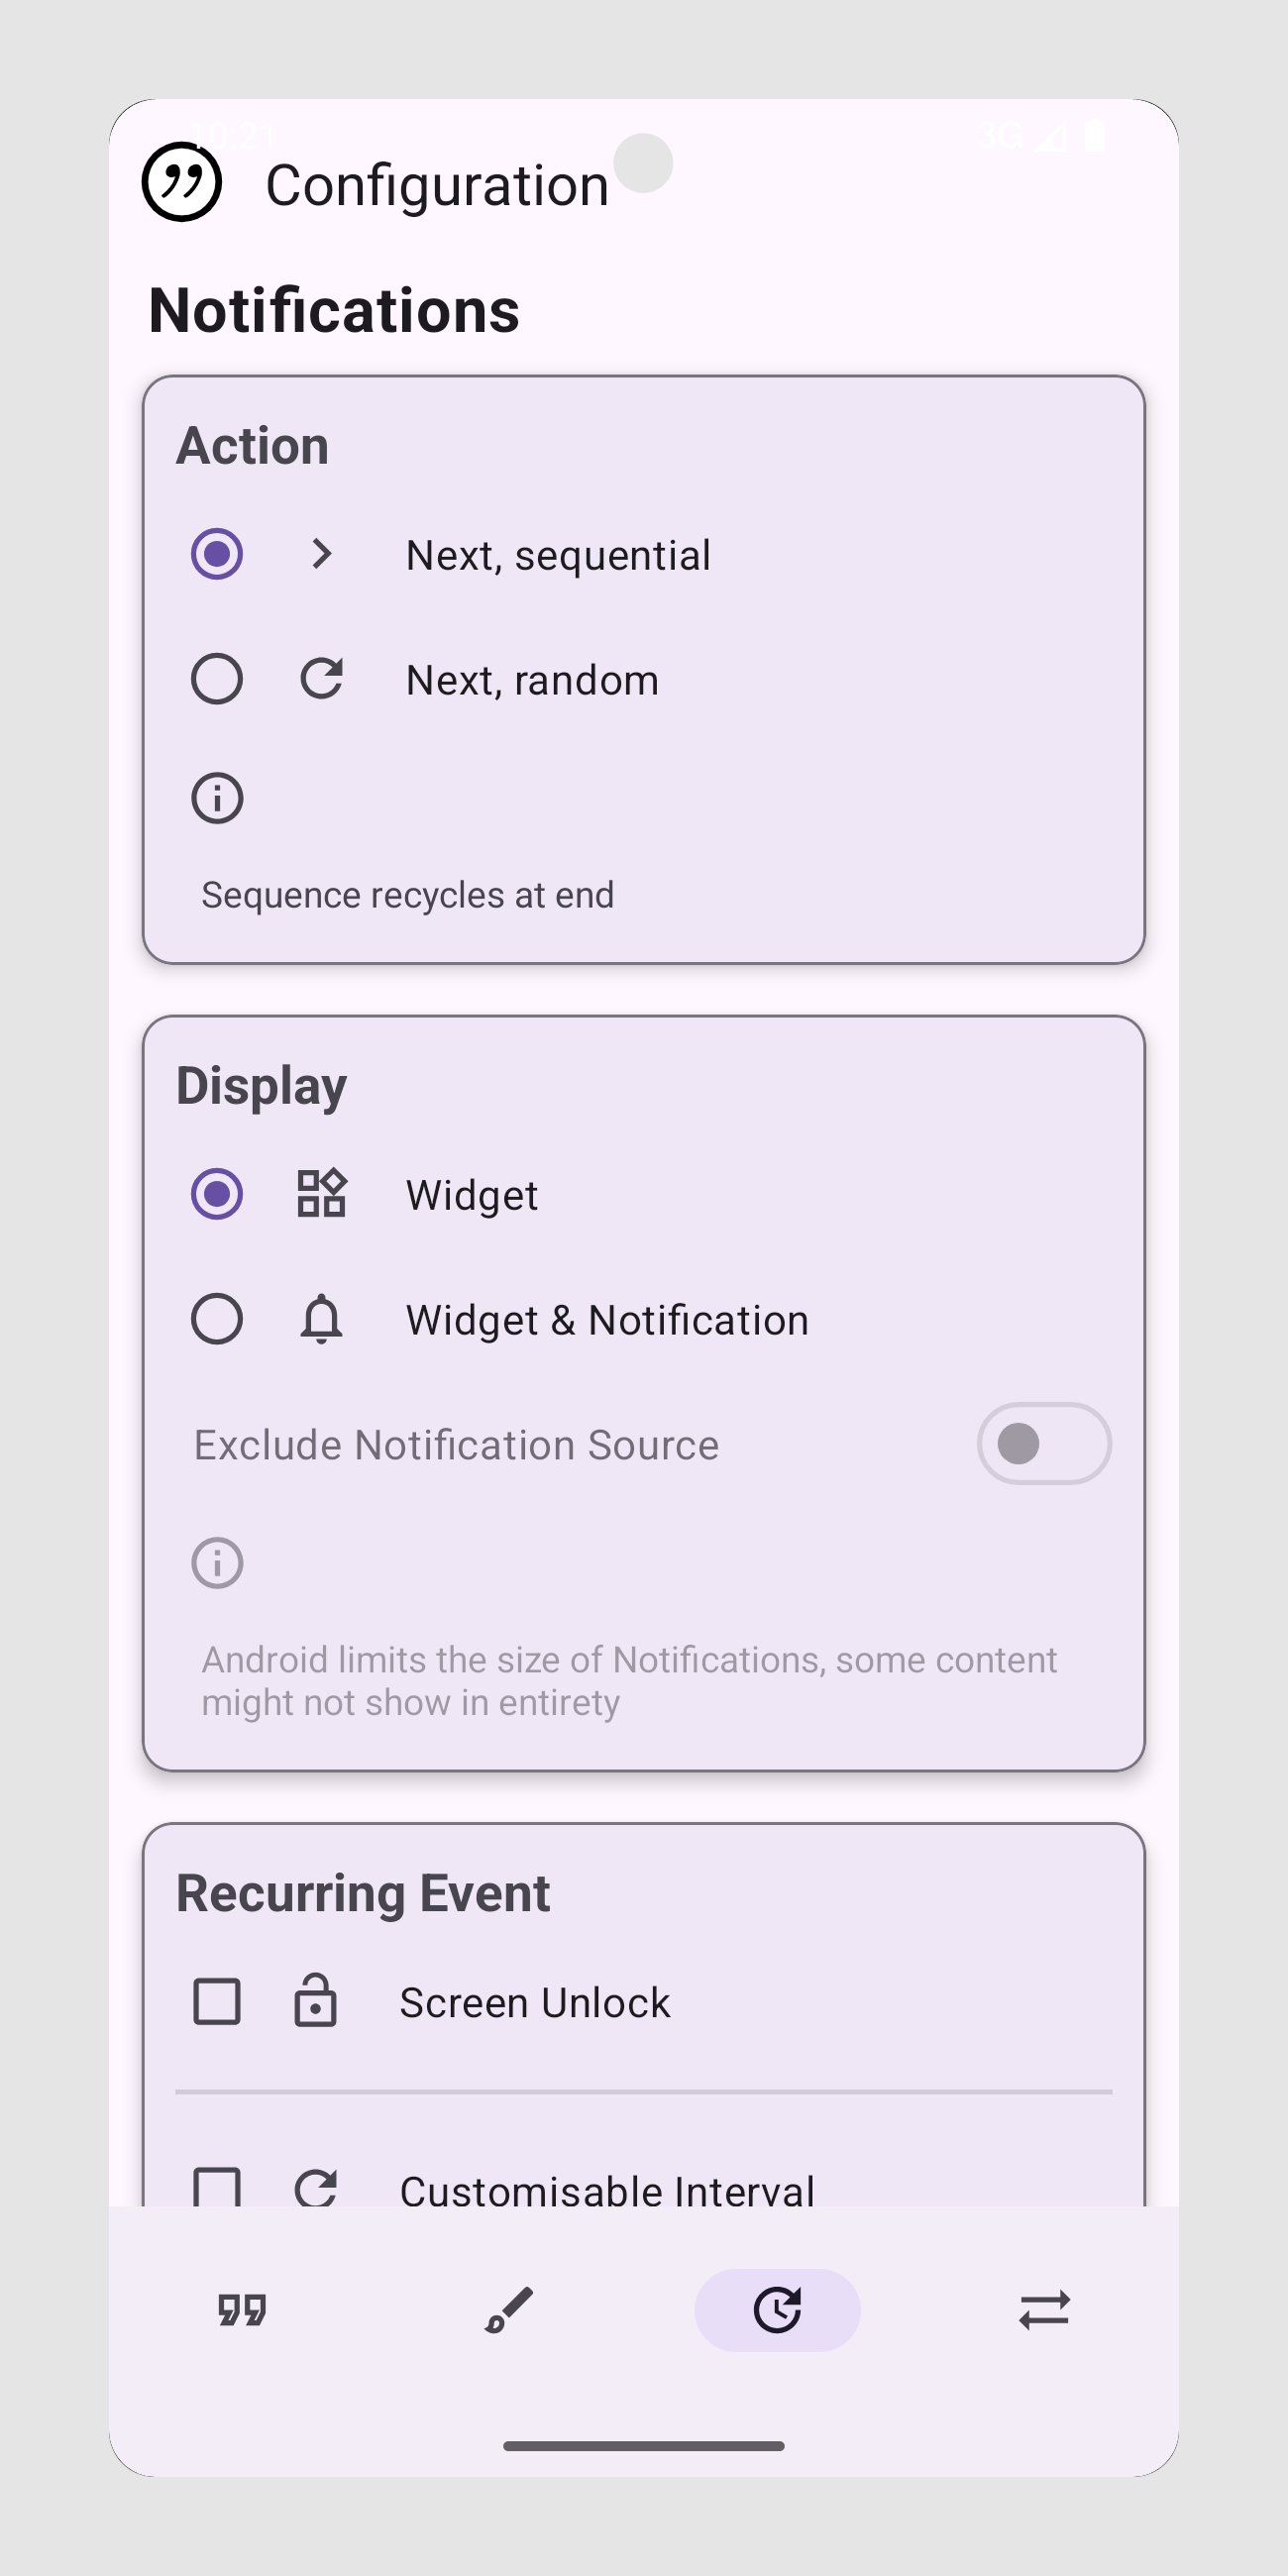 10:21
3G
Configuration
Notifications
Action
Next, sequential
Next, random
Sequence recycles at end
Display
Widget
Widget & Notification
Exclude Notification Source
Android limits the size of Notifications, some content
might not show in entirety
Recurring Event
Screen Unlock
Customisable Interval